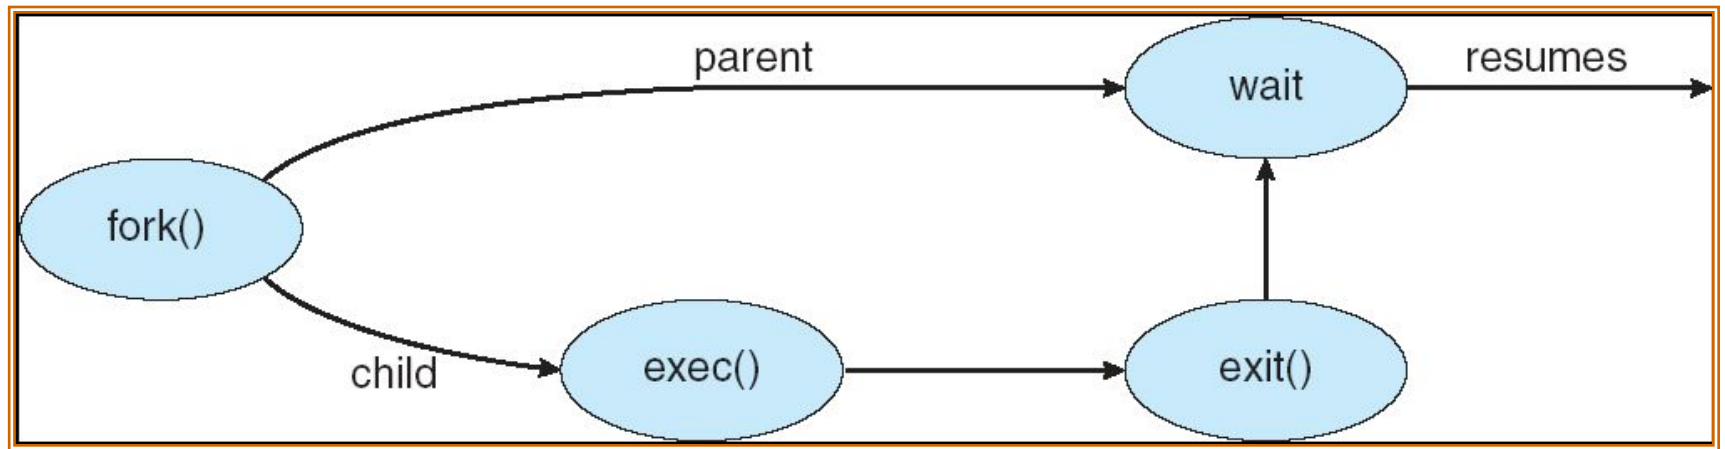 parent
resumes
wait
fork()
child
exec()
exit()